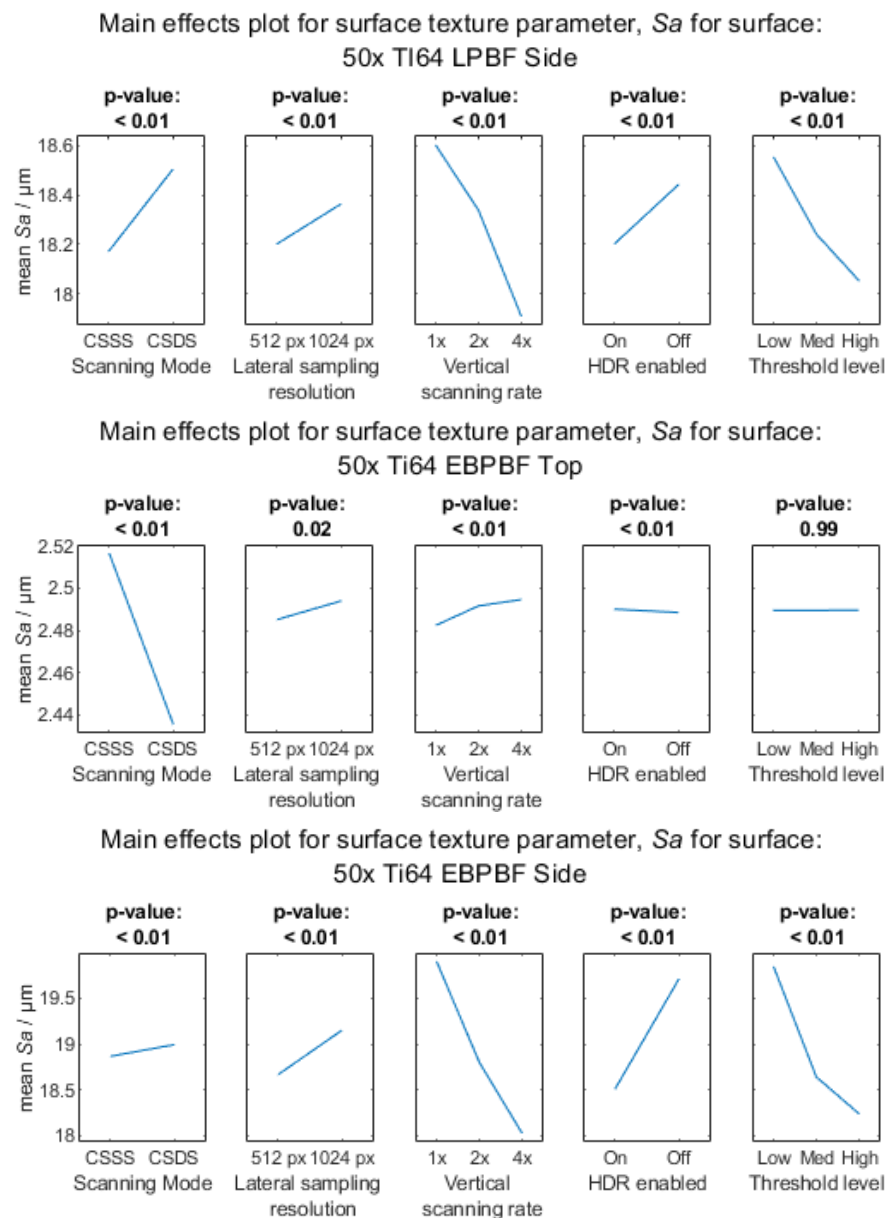 Main effects plot for surface texture parameter, Sa for surface:
50x TI64 LPBF Side
p-value: p-value: p-value: p-value: p-value:
< 0.01 < 0.01 < 0.01 < 0.01 < 0.01
18.6
18.4
18.2
18
mean Sa / µm
CSSS CSDS 512 px 1024 px 1x 2x 4x On Off Low Med High
Scanning Mode Lateral sampling Vertical HDR enabled Threshold level
resolution scanning rate
Main effects plot for surface texture parameter, Sa for surface:
50x Ti64 EBPBF Top
p-value: p-value: p-value: p-value: p-value:
< 0.01 0.02 < 0.01 < 0.01 0.99
2.52
2.5
2.48
2.46
2.44
mean Sa / µm
CSSS CSDS 512 px 1024 px 1x 2x 4x On Off Low Med High
Scanning Mode Lateral sampling Vertical HDR enabled Threshold level
resolution scanning rate
Main effects plot for surface texture parameter, Sa for surface:
50x Ti64 EBPBF Side
p-value: p-value: p-value: p-value: p-value:
< 0.01 < 0.01 < 0.01 < 0.01 < 0.01
19.5
19
18.5
18
mean Sa / µm
CSSS CSDS 512 px 1024 px 1x 2x 4x On Off Low Med High
Scanning Mode Lateral sampling Vertical HDR enabled Threshold level
resolution scanning rate